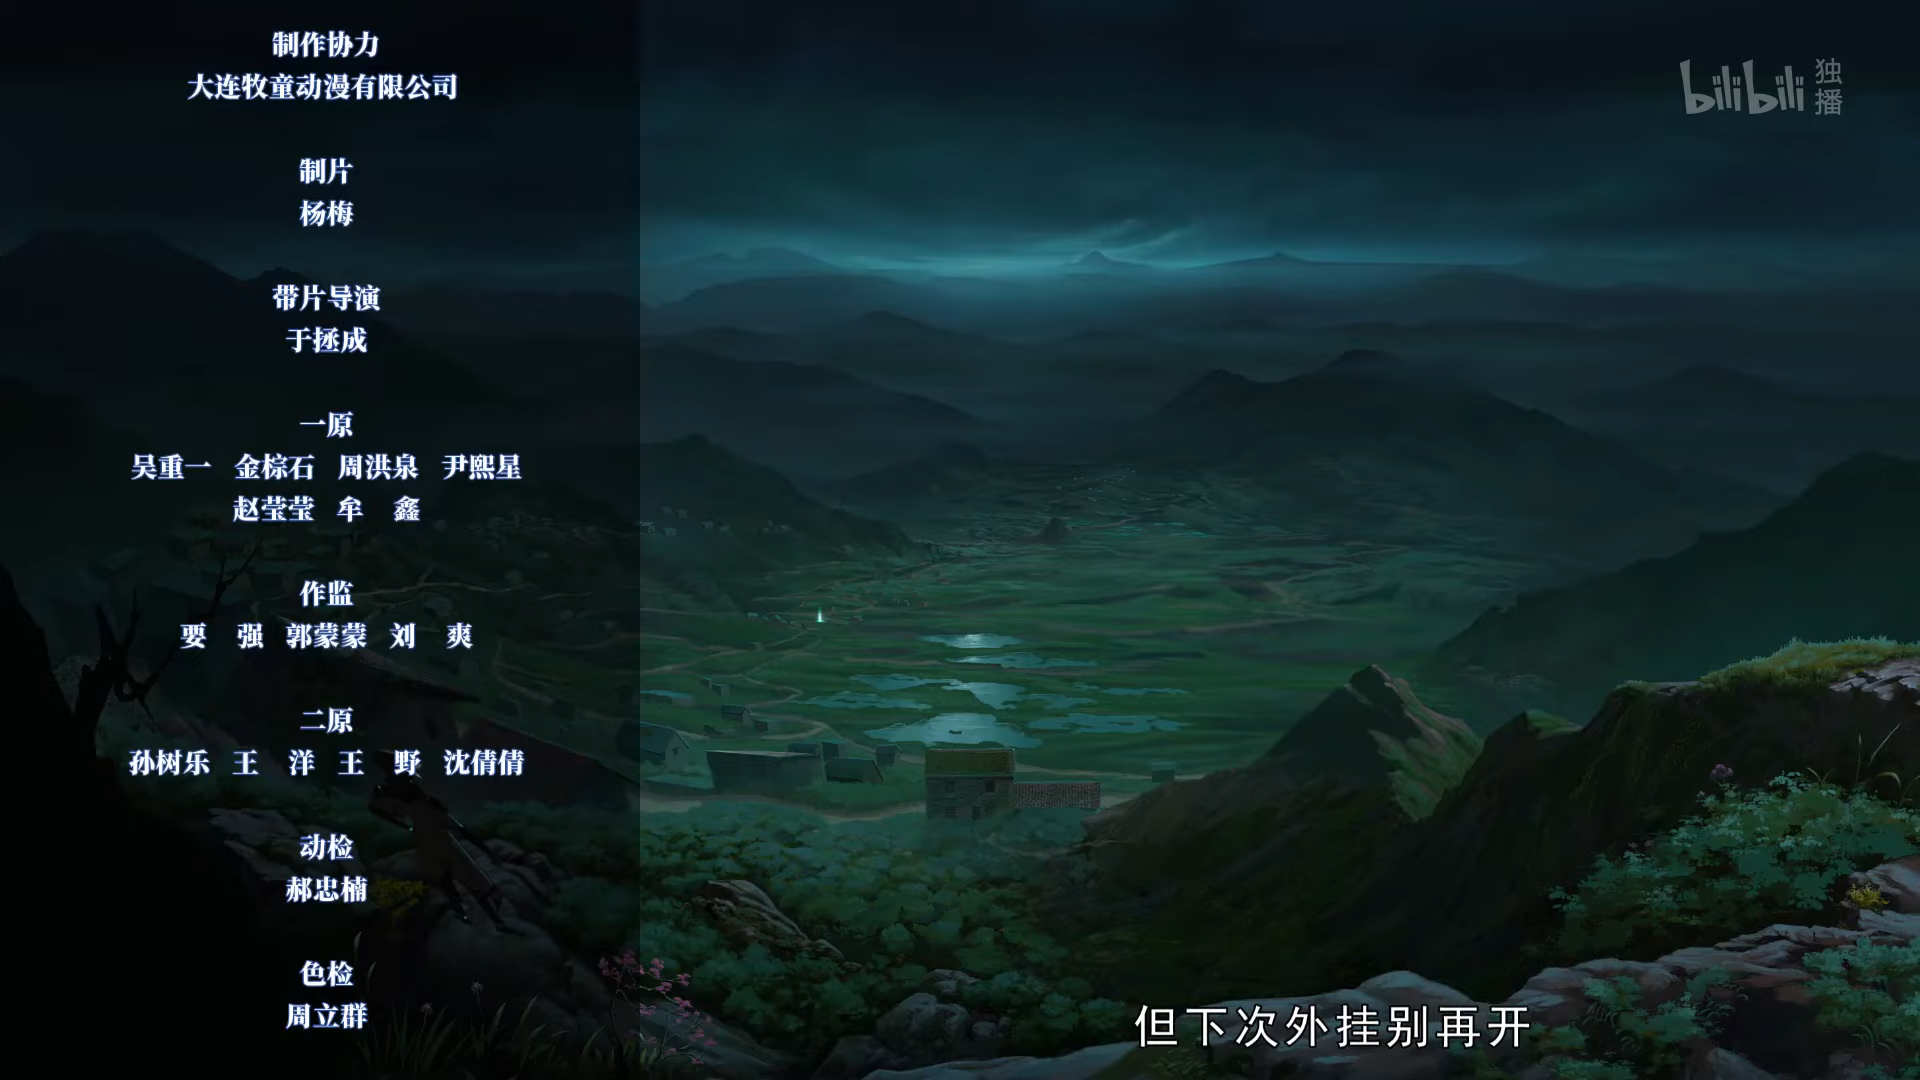 制作协力
大连牧童动漫有限公司
制片
杨梅
带片导演
于拯成
一原
吴重一 金棕石 周洪泉 尹熙星
赵莹莹 牟 鑫
作监
要 强 郭蒙蒙 刘 爽
二原
孙树乐 王 洋 王 野 沈倩倩
动检
郝忠楠
色检
周立群
bilibili 独播
但下次外挂别再开